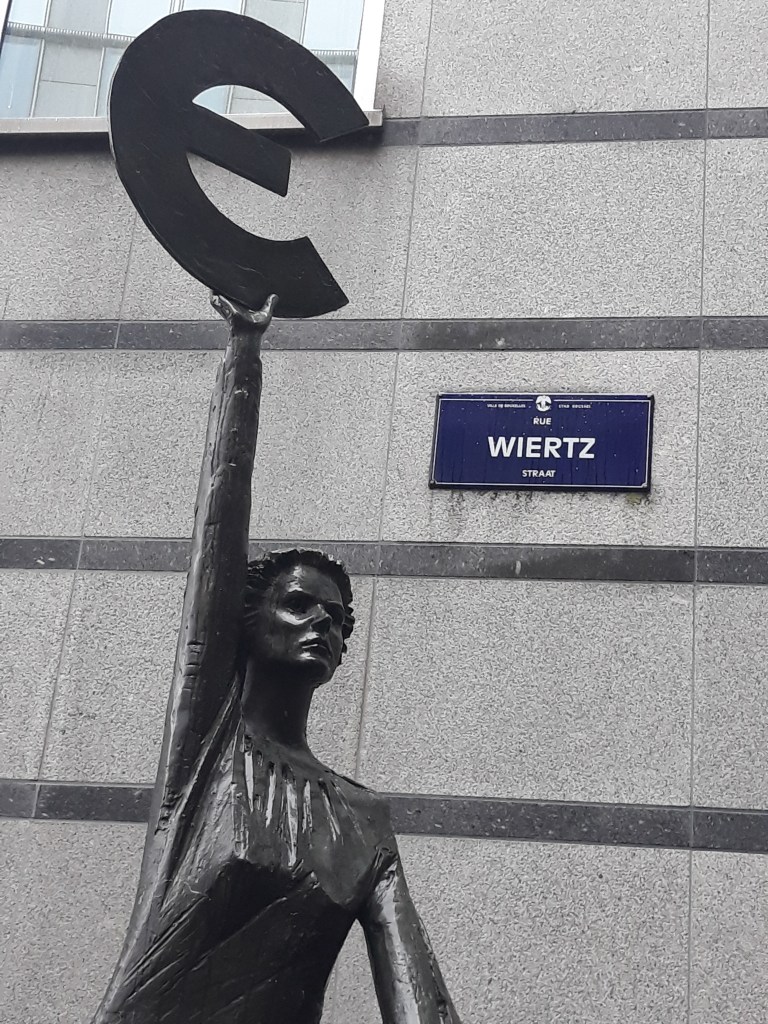 Є
VILLE DE BRUXELLES STAD BRUSSEL
RUE
WIERTZ
STRAAT